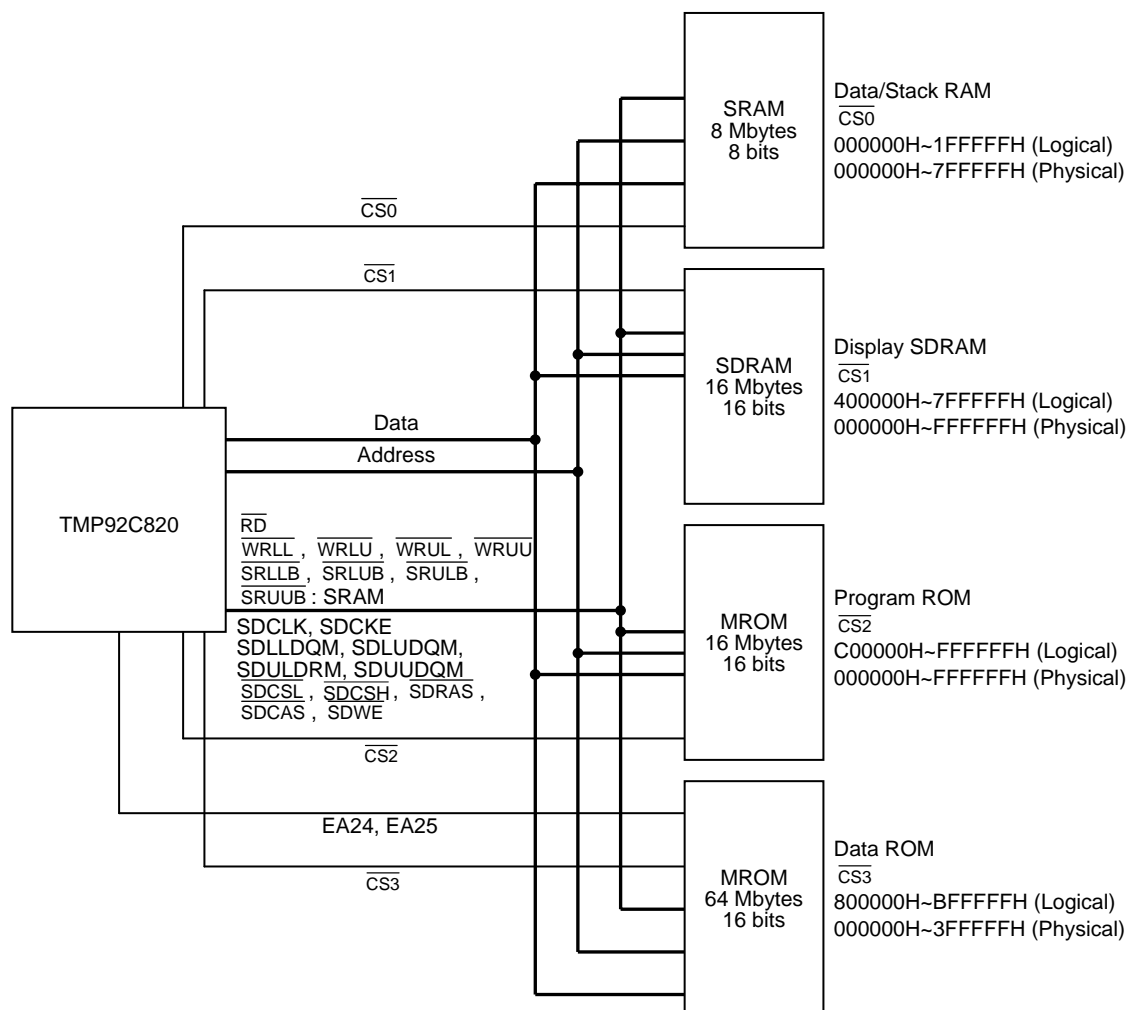 SRAM
8 Mbytes
8 bits
Data/Stack RAM
CS0
000000H~1FFFFFH (Logical)
000000H~7FFFFFH (Physical)
CS0
CS1
SDRAM
16 Mbytes
16 bits
Display SDRAM
CS1
400000H~7FFFFFH (Logical)
000000H~FFFFFFH (Physical)
TMP92C820
Data
Address
RD
WRLL , WRLU , WRUL , WRUU
SRLLB , SRLUB , SRULB ,
SRUUB : SRAM
SDCLK, SDCKE
SDLLDQM, SDLUDQM,
SDULDRM, SDUUDQM
SDCSL , SDCSH , SDRAS ,
SDCAS , SDWE
MROM
16 Mbytes
16 bits
Program ROM
CS2
C00000H~FFFFFFH (Logical)
000000H~FFFFFFH (Physical)
CS2
EA24, EA25
CS3
MROM
64 Mbytes
16 bits
Data ROM
CS3
800000H~BFFFFFH (Logical)
000000H~3FFFFFH (Physical)